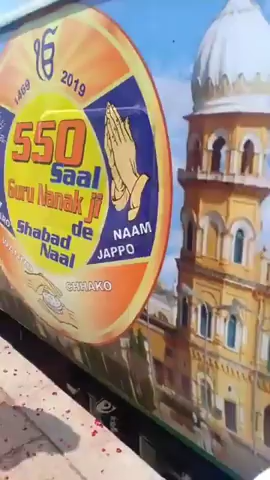 ੴ
1469 2019
550
Saal
Guru Nanak ji
de
Shabad
Naal
NAAM
JAPPO
CHHAKO